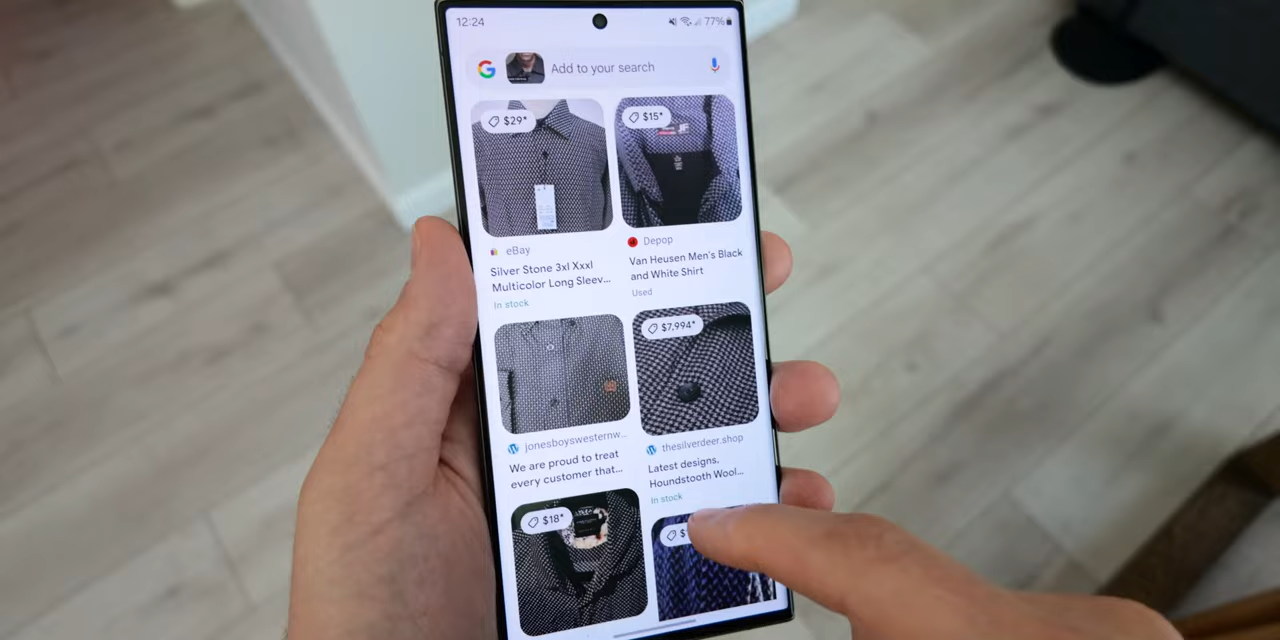 12:24
77%
Add to your search
$29*
$15*
eBay
Depop
Silver Stone 3xl Xxxl
Multicolor Long Sleev...
In stock
Van Heusen Men's Black
and White Shirt
Used
$7,994*
jonesboyswesternw...
We are proud to treat
every customer that...
thesilverdeer.shop
Latest designs.
Houndstooth Wool...
In stock
$18*
$